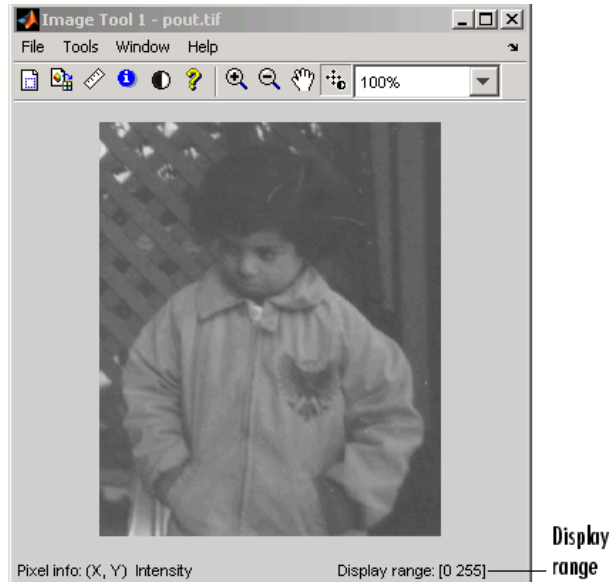 Image Tool 1 - pout.tif
File Tools Window Help
100%
Pixel info: (X, Y) Intensity
Display range: [0 255]
Display
range